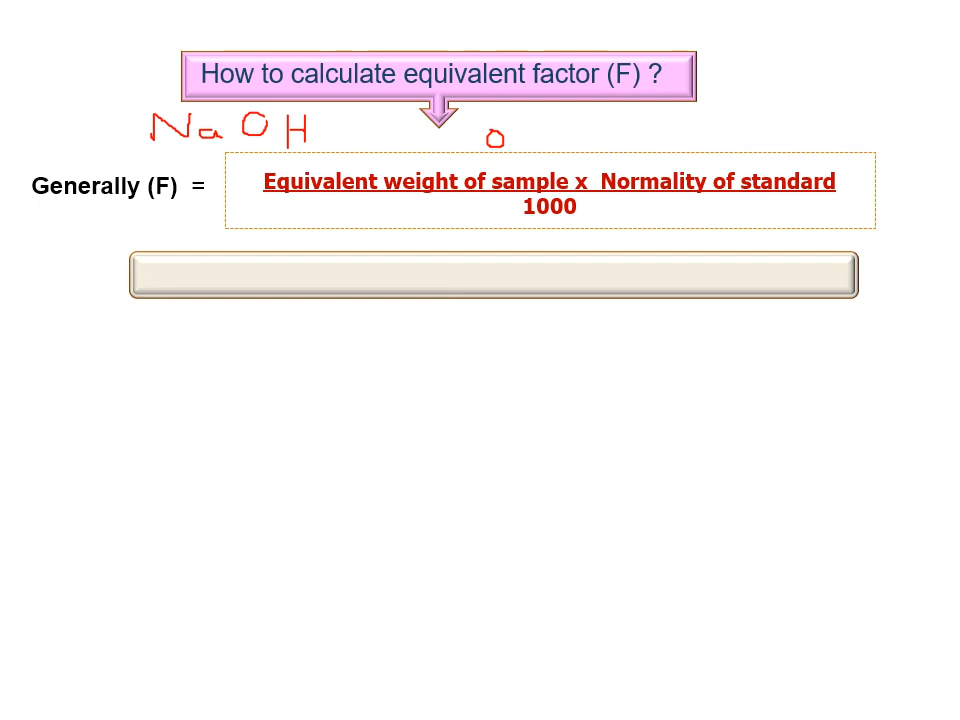 How to calculate equivalent factor (F) ?
NaOH o
Generally (F) =
Equivalent weight of sample x Normality of standard
1000